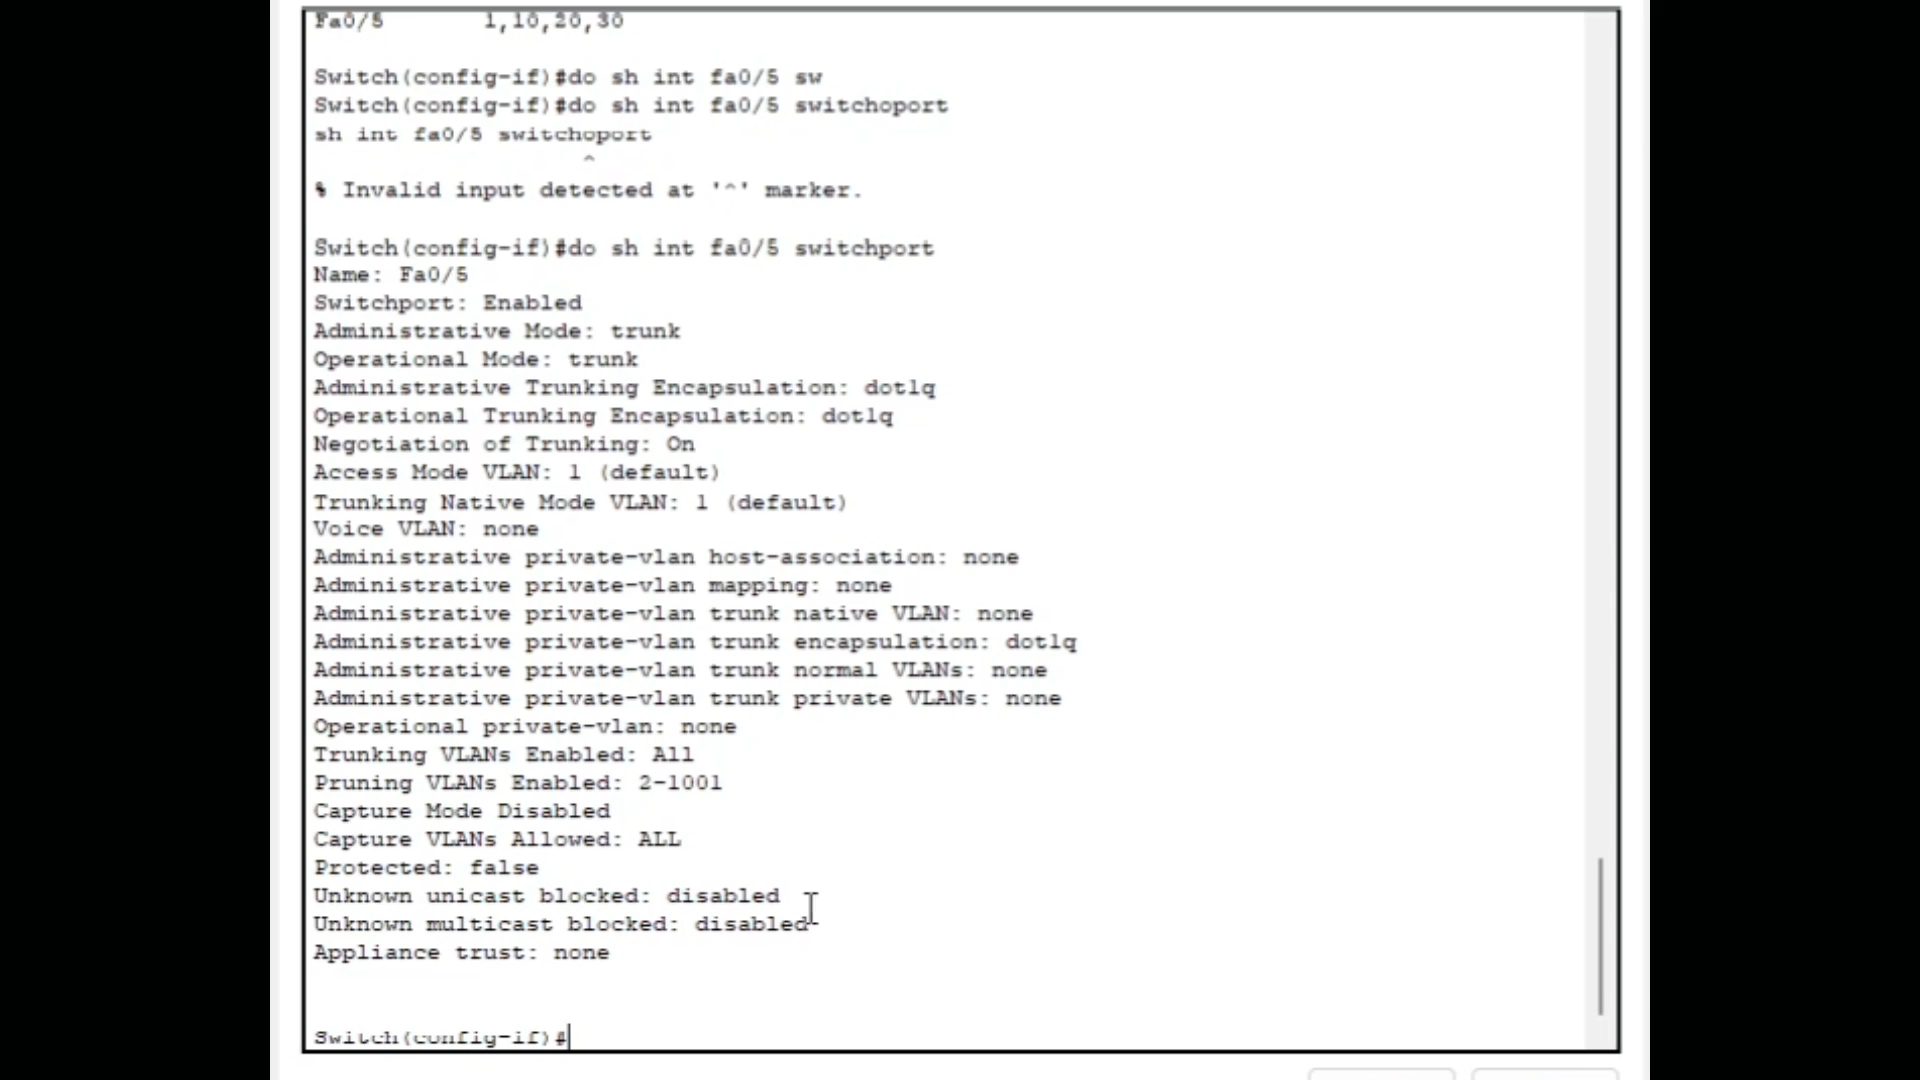 Fa0/5 1,10,20,30
Switch(config-if)#do sh int fa0/5 sw
Switch(config-if)#do sh int fa0/5 switchoport
sh int fa0/5 switchoport
^
% Invalid input detected at '^' marker.
Switch(config-if)#do sh int fa0/5 switchport
Name: Fa0/5
Switchport: Enabled
Administrative Mode: trunk
Operational Mode: trunk
Administrative Trunking Encapsulation: dot1q
Operational Trunking Encapsulation: dot1q
Negotiation of Trunking: On
Access Mode VLAN: 1 (default)
Trunking Native Mode VLAN: 1 (default)
Voice VLAN: none
Administrative private-vlan host-association: none
Administrative private-vlan mapping: none
Administrative private-vlan trunk native VLAN: none
Administrative private-vlan trunk encapsulation: dot1q
Administrative private-vlan trunk normal VLANs: none
Administrative private-vlan trunk private VLANs: none
Operational private-vlan: none
Trunking VLANs Enabled: All
Pruning VLANs Enabled: 2-1001
Capture Mode Disabled
Capture VLANs Allowed: ALL
Protected: false
Unknown unicast blocked: disabled
Unknown multicast blocked: disabled
Appliance trust: none
Switch(config-if)#